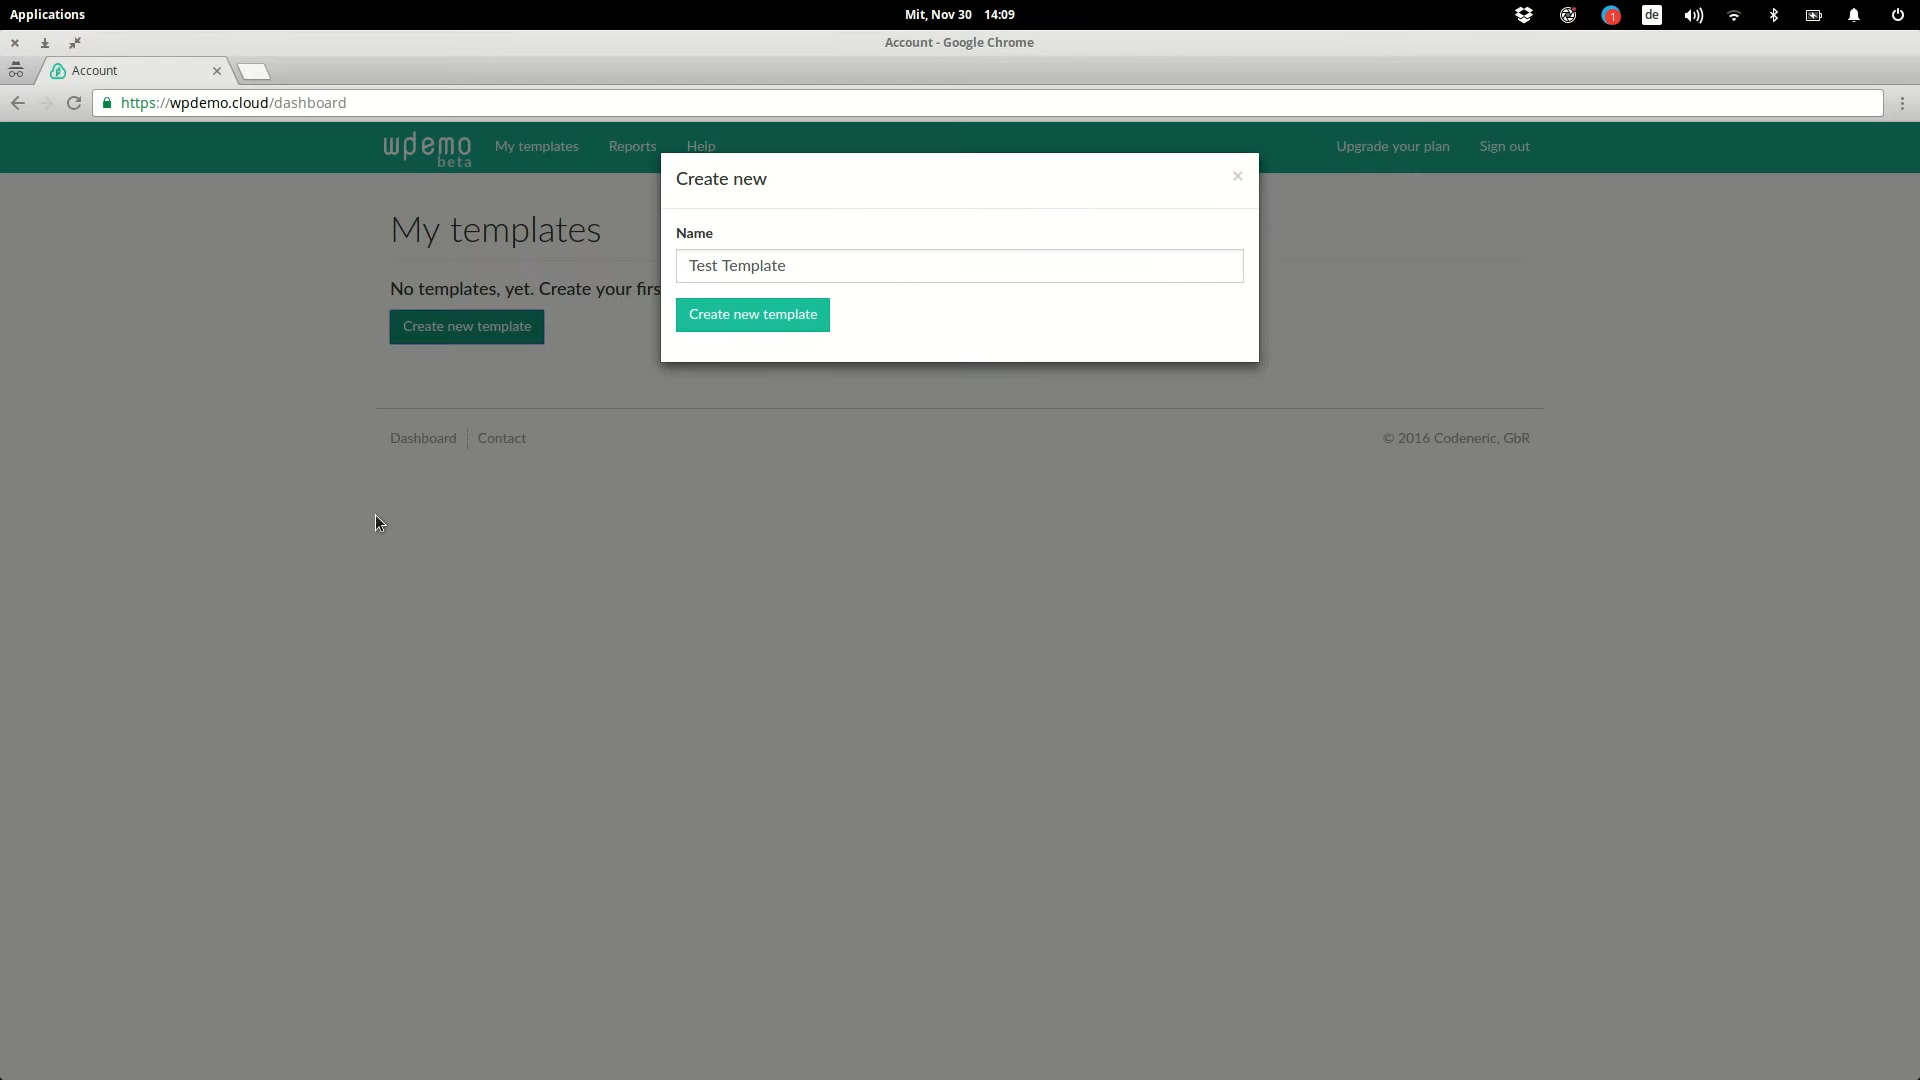 Applications
Mit, Nov 30 14:09
1
de
Account - Google Chrome
Account
https://wpdemo.cloud/dashboard
wpdemo
beta
My templates
Reports
Help
Upgrade your plan
Sign out
Create new
×
Name
Test Template
Create new template
My templates
No templates, yet. Create your firs
Create new template
Dashboard
Contact
© 2016 Codeneric, GbR